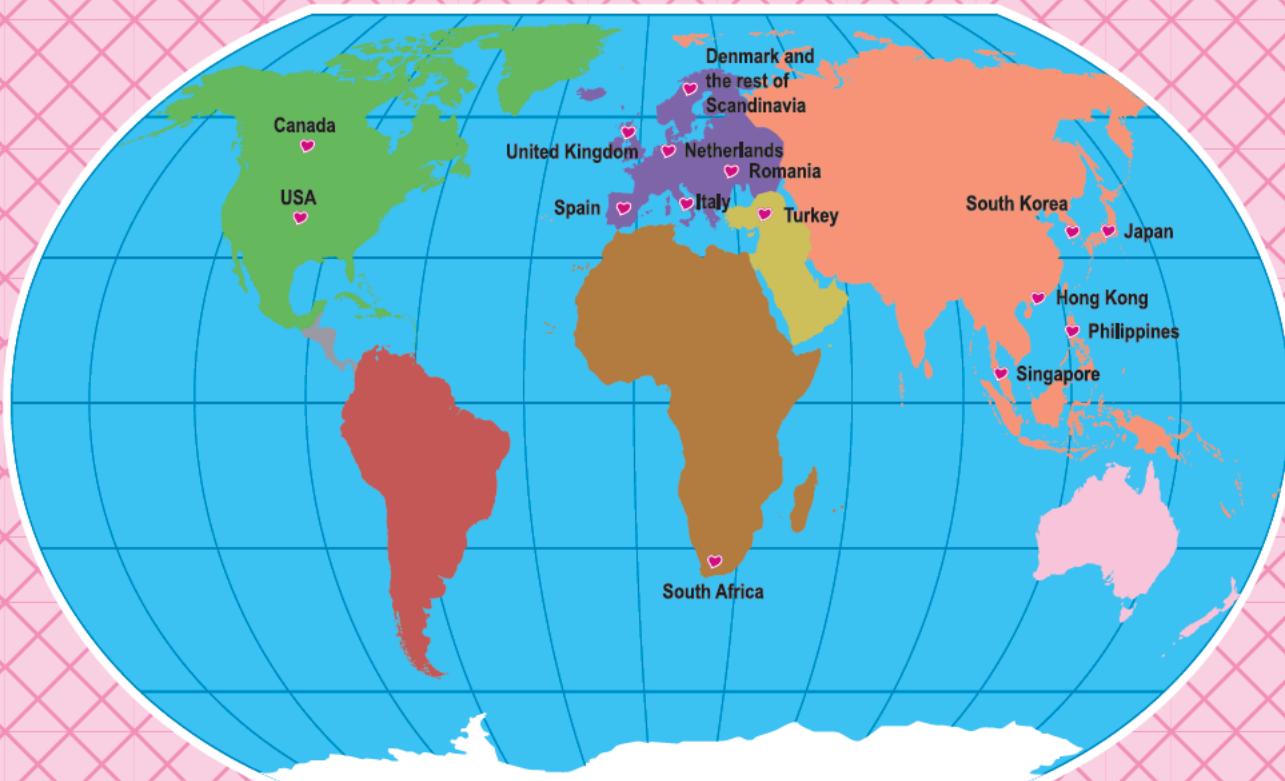 Denmark and
the rest of
Scandinavia
Canada
United Kingdom
Netherlands
Romania
USA
Spain
Italy
Turkey
South Korea
Japan
Hong Kong
Philippines
Singapore
South Africa